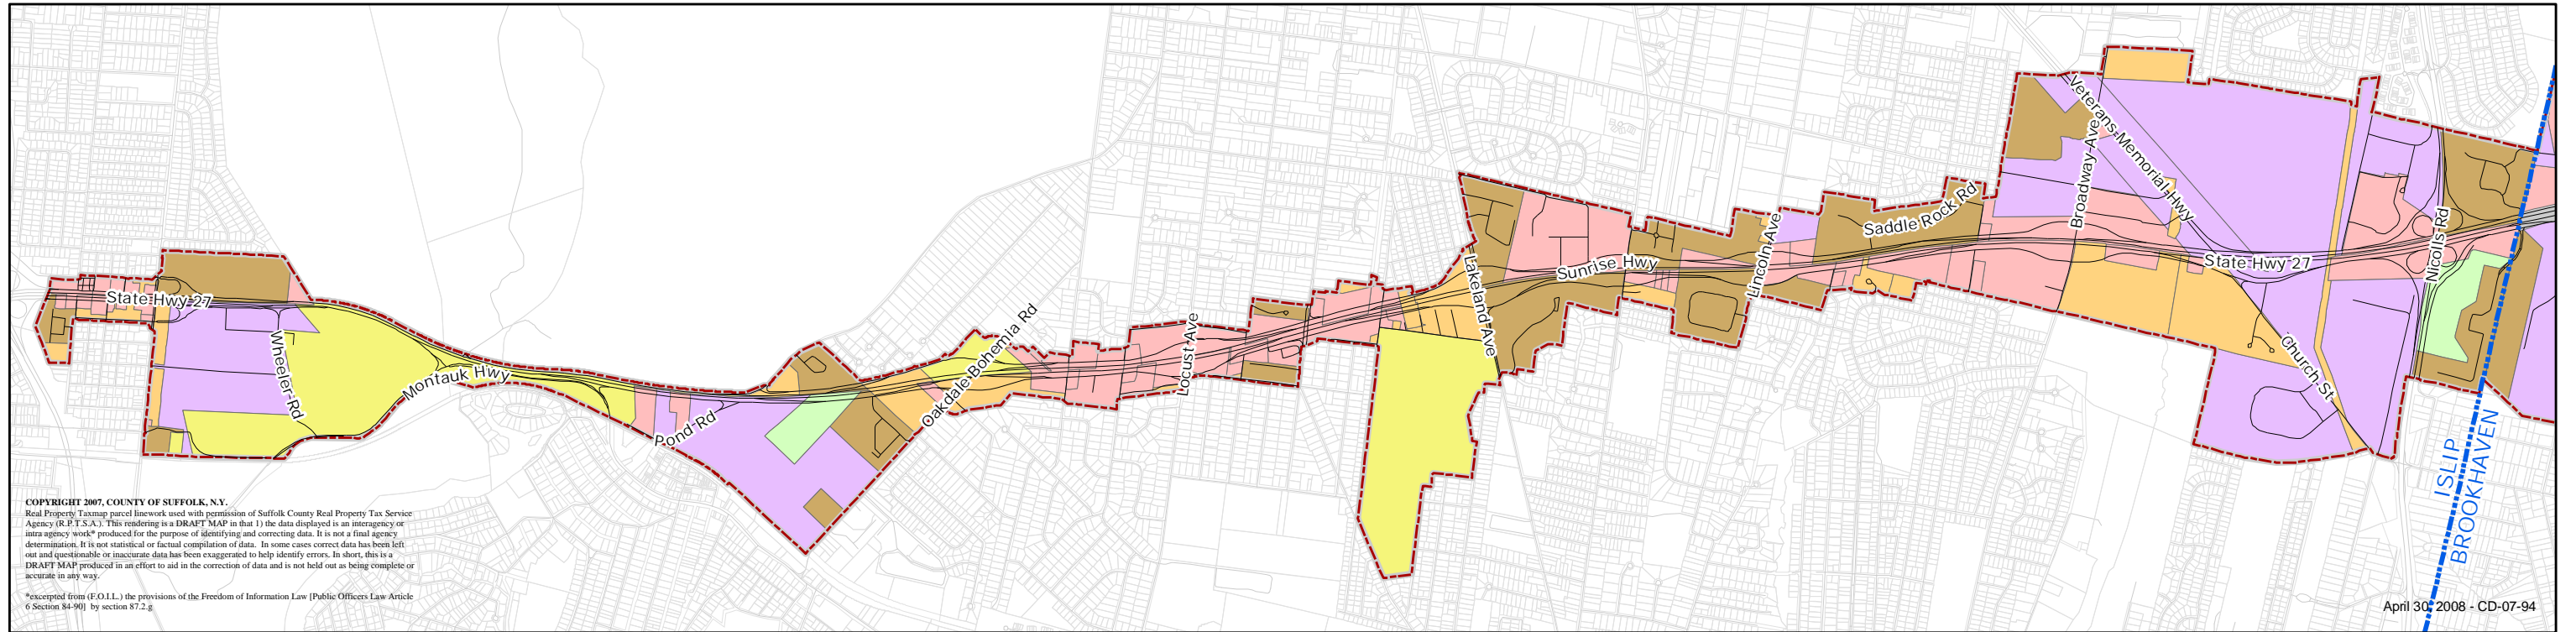 Veterans-Memorial-Hwy
Broadway-Ave
Saddle Rock Rd
Lincoln-Ave
Nicolls-Rd
Sunrise Hwy
State Hwy 27
Lakeland-Ave
State Hwy 27
Wheeler-Rd
Montauk Hwy
Oakdale-Bohemia Rd
Locust-Ave
Pond-Rd
Church-St
ISLIP
BROOKHAVEN
COPYRIGHT 2007, COUNTY OF SUFFOLK, N.Y.
Real Property Taxmap parcel linework used with permission of Suffolk County Real Property Tax Service
Agency (R.P.T.S.A.). This rendering is a DRAFT MAP in that 1) the data displayed is an interagency or
intra agency work* produced for the purpose of identifying and correcting data. It is not a final agency
determination. It is not statistical or factual compilation of data. In some cases correct data has been left
out and questionable or inaccurate data has been exaggerated to help identify errors. In short, this is a
DRAFT MAP produced in an effort to aid in the correction of data and is not held out as being complete or
accurate in any way.
*excerpted from (F.O.I.L.) the provisions of the Freedom of Information Law [Public Officers Law Article
6 Section 84-90] by section 87.2.g
April 30, 2008 - CD-07-94